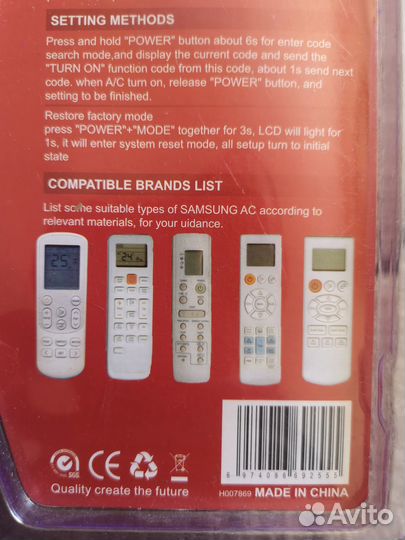 SETTING METHODS
Press and hold "POWER" button about 6s for enter code
search mode,and display the current code and send the
"TURN ON" function code from this code, about 1s send next
code. when A/C turn on, release "POWER" button, and
setting to be finished.
Restore factory mode
press "POWER"+"MODE" together for 3s, LCD will light for
1s, it will enter system reset mode, all setup turn to initial
state
COMPATIBLE BRANDS LIST
List some suitable types of SAMSUNG AC according to
relevant materials, for your uidance.
25
24
SGS
CE
Quality create the future
6 974086 692555
H007869 MADE IN CHINA
Avito